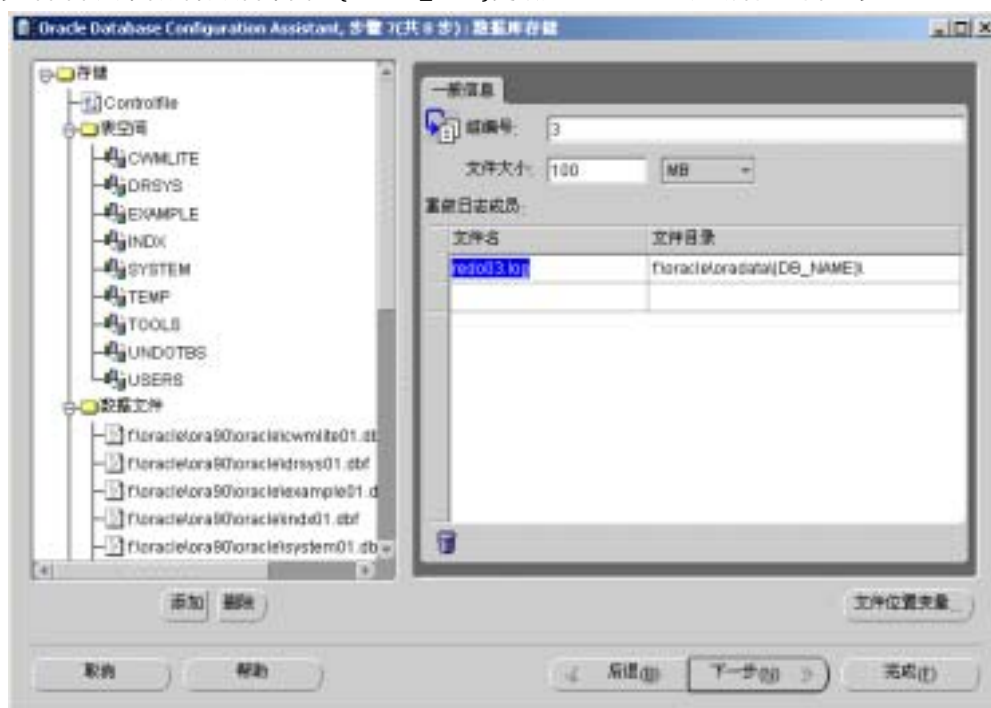 Oracle Database Configuration Assistant, 步骤 7(共 8 步) : 数据库存储
存储
Controlfile
表空间
CWMLITE
DRSYS
EXAMPLE
INDX
SYSTEM
TEMP
TOOLS
UNDOTBS
USERS
数据文件
f:\oracle\ora90\oracle\cwmlite01.dt
f:\oracle\ora90\oracle\drsys01.dbf
f:\oracle\ora90\oracle\example01.d
f:\oracle\ora90\oracle\indx01.dbf
f:\oracle\ora90\oracle\system01.db
添加 删除
一般信息
组编号: 3
文件大小: 100 MB
重做日志成员:
文件名 文件目录
redo03.log f:\oracle\oradata\{DB_NAME}\
文件位置变量...
取消 帮助 后退(B) 下一步(N) 完成(F)